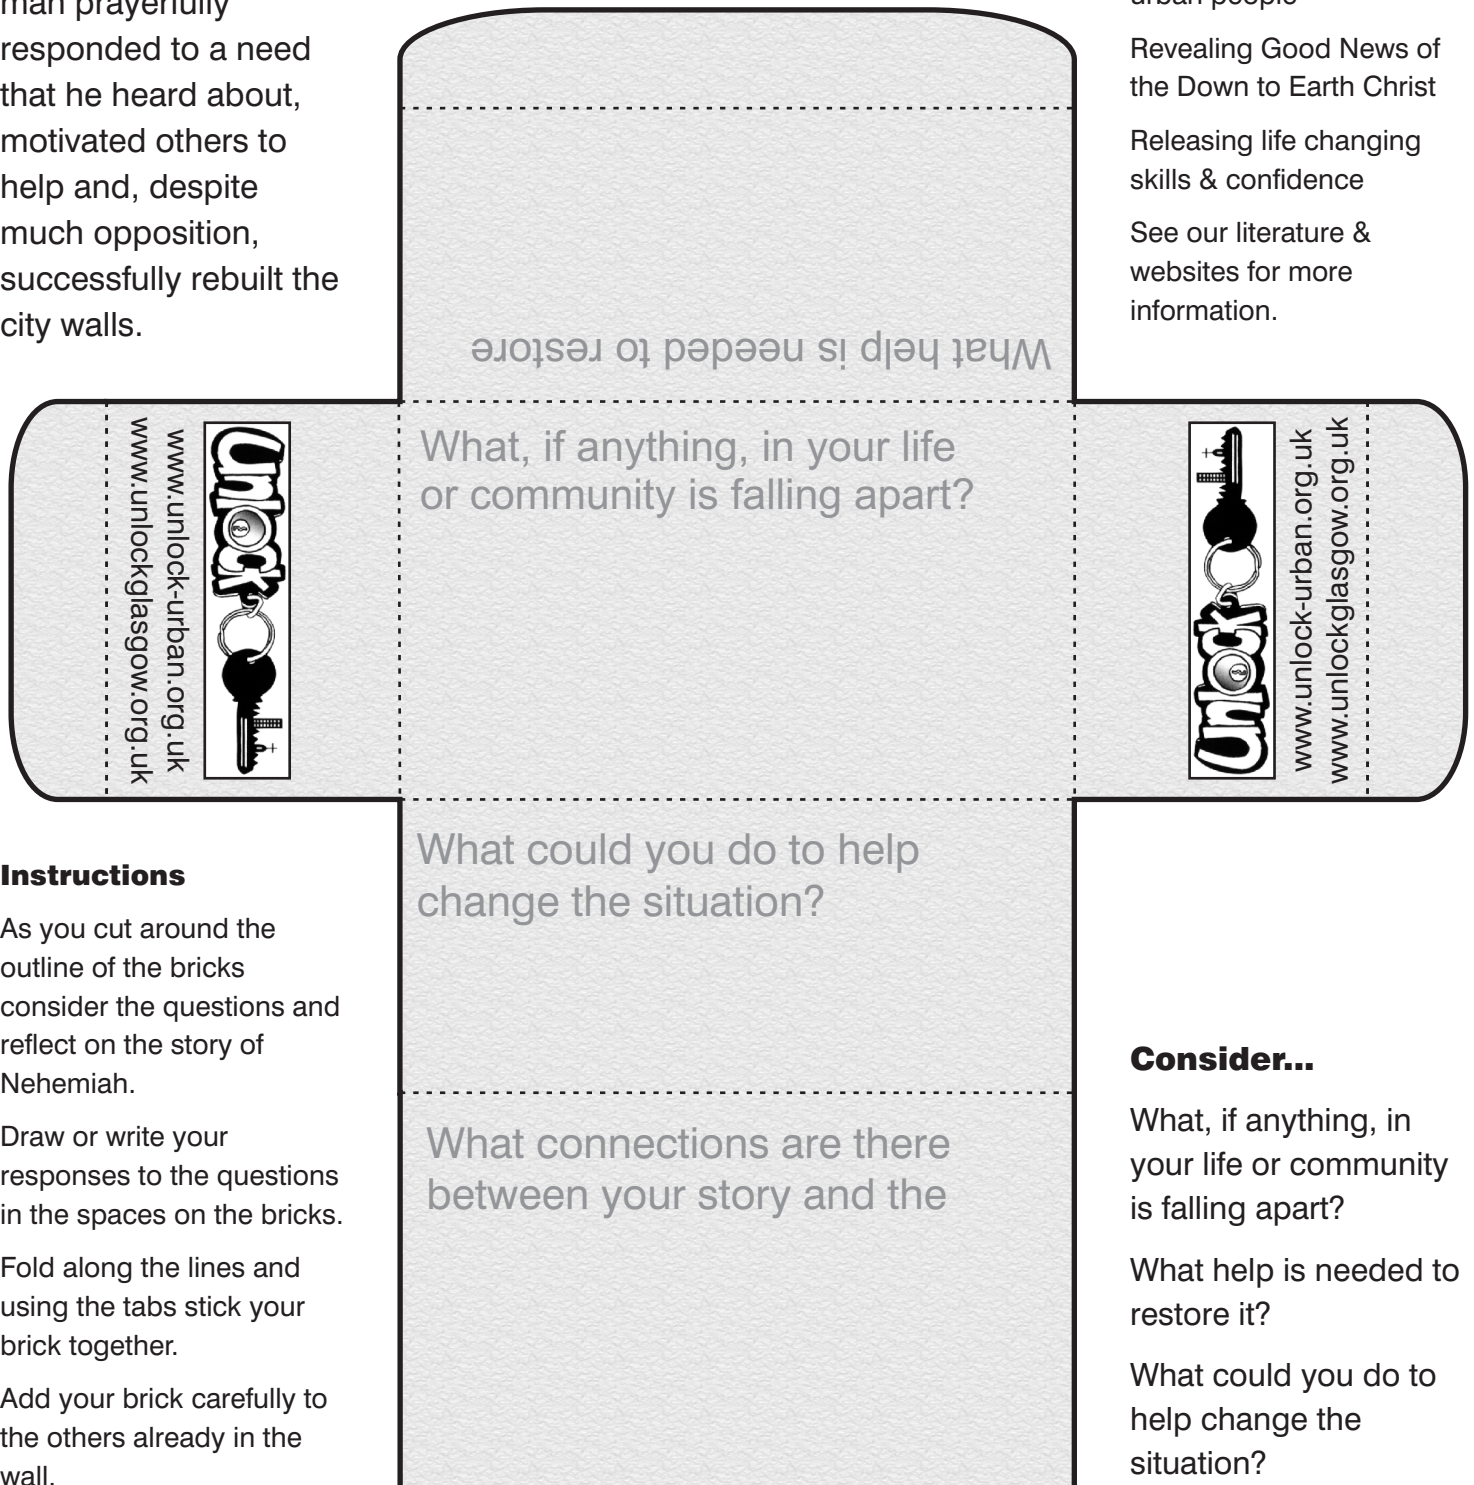 man prayerfully
responded to a need
that he heard about,
motivated others to
help and, despite
much opposition,
successfully rebuilt the
city walls.
urban people
Revealing Good News of
the Down to Earth Christ
Releasing life changing
skills & confidence
See our literature &
websites for more
information.
What help is needed to restore
www.unlockglasgow.org.uk
www.unlock-urban.org.uk
unlock
What, if anything, in your life
or community is falling apart?
unlock
www.unlock-urban.org.uk
www.unlockglasgow.org.uk
What could you do to help
change the situation?
What connections are there
between your story and the
Instructions
As you cut around the
outline of the bricks
consider the questions and
reflect on the story of
Nehemiah.
Draw or write your
responses to the questions
in the spaces on the bricks.
Fold along the lines and
using the tabs stick your
brick together.
Add your brick carefully to
the others already in the
wall.
Consider...
What, if anything, in
your life or community
is falling apart?
What help is needed to
restore it?
What could you do to
help change the
situation?